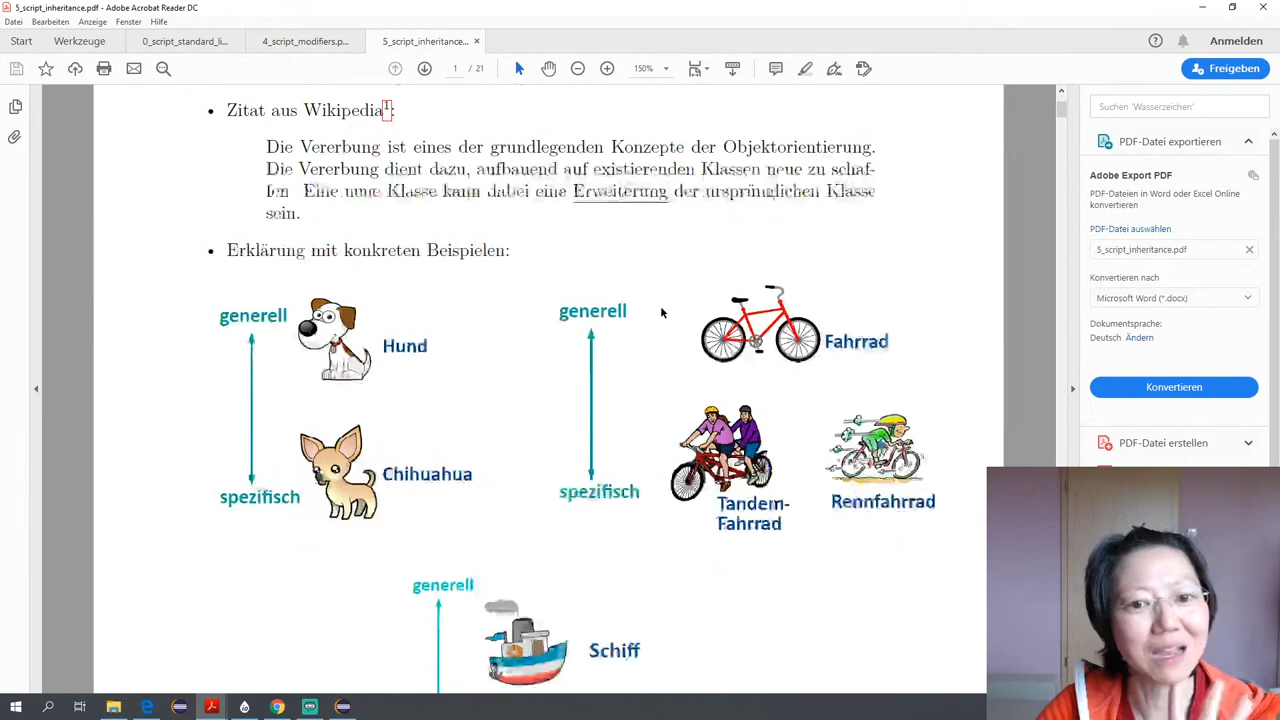 5_script_inheritance.pdf - Adobe Acrobat Reader DC
Datei Bearbeiten Anzeige Fenster Hilfe
Start Werkzeuge 0_script_standard_li... 4_script_modifiers.p... 5_script_inheritance... ×
Anmelden
1 / 21 150%
Freigeben
• Zitat aus Wikipedia1:
Die Vererbung ist eines der grundlegenden Konzepte der Objektorientierung.
Die Vererbung dient dazu, aufbauend auf existierenden Klassen neue zu schaf-
fen Eine neue Klasse kann dabei eine Erweiterung der ursprünglichen Klasse
sein.
• Erklärung mit konkreten Beispielen:
generell
Hund
Chihuahua
spezifisch
generell
Fahrrad
spezifisch
Tandem-
Fahrrad
Rennfahrrad
generell
Schiff
Suchen 'Wasserzeichen'
PDF-Datei exportieren
Adobe Export PDF
PDF-Dateien in Word oder Excel Online
konvertieren
PDF-Datei auswählen
5_script_inheritance.pdf
Konvertieren nach
Microsoft Word (*.docx)
Dokumentsprache:
Deutsch Ändern
Konvertieren
PDF-Datei erstellen